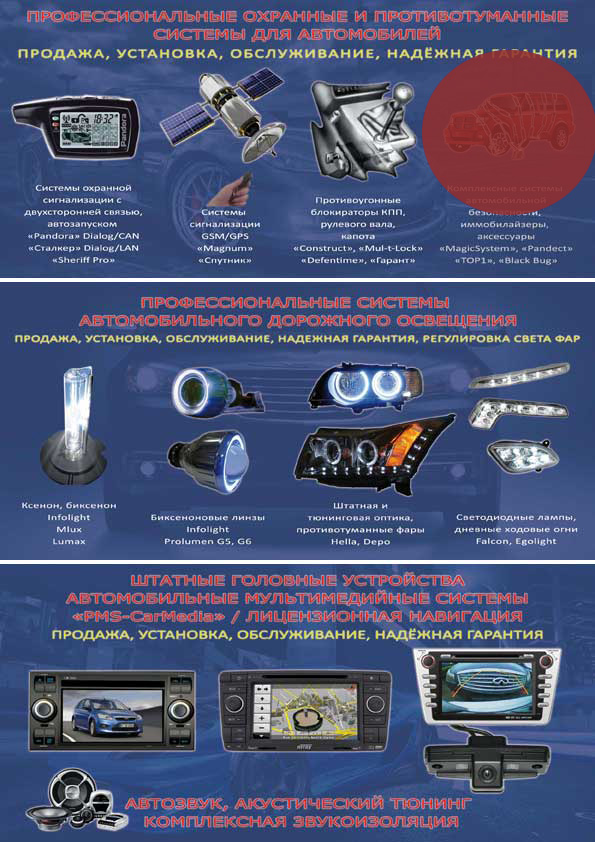 ПРОФЕССИОНАЛЬНЫЕ ОХРАННЫЕ И ПРОТИВОТУМАННЫЕ
СИСТЕМЫ ДЛЯ АВТОМОБИЛЕЙ
ПРОДАЖА, УСТАНОВКА, ОБСЛУЖИВАНИЕ, НАДЁЖНАЯ ГАРАНТИЯ
18:32
Pandora
Системы охранной
сигнализации с
двухсторонней связью,
автозапуском
«Pandora» Dialog/CAN
«Сталкер» Dialog/LAN
«Sheriff Pro»
Системы
сигнализации
GSM/GPS
«Magnum»
«Спутник»
Противоугонные
блокираторы КПП,
рулевого вала,
капота
«Construct», «Mul-t-Lock»
«Defentime», «Гарант»
Комплексные системы
автомобильной
безопасности,
иммобилайзеры,
аксессуары
«MagicSystem», «Pandect»
«TOP1», «Black Bug»
ПРОФЕССИОНАЛЬНЫЕ СИСТЕМЫ
АВТОМОБИЛЬНОГО ДОРОЖНОГО ОСВЕЩЕНИЯ
ПРОДАЖА, УСТАНОВКА, ОБСЛУЖИВАНИЕ, НАДЕЖНАЯ ГАРАНТИЯ, РЕГУЛИРОВКА СВЕТА ФАР
Ксенон, биксенон
Infolight
Mlux
Lumax
Биксеноновые линзы
Infolight
Prolumen G5, G6
Штатная и
тюнинговая оптика,
противотуманные фары
Hella, Depo
Светодиодные лампы,
дневные ходовые огни
Falcon, Egolight
ШТАТНЫЕ ГОЛОВНЫЕ УСТРОЙСТВА
АВТОМОБИЛЬНЫЕ МУЛЬТИМЕДИЙНЫЕ СИСТЕМЫ
«PMS-CarMedia» / ЛИЦЕНЗИОННАЯ НАВИГАЦИЯ
ПРОДАЖА, УСТАНОВКА, ОБСЛУЖИВАНИЕ, НАДЁЖНАЯ ГАРАНТИЯ
АВТОЗВУК, АКУСТИЧЕСКИЙ ТЮНИНГ
КОМПЛЕКСНАЯ ЗВУКОИЗОЛЯЦИЯ